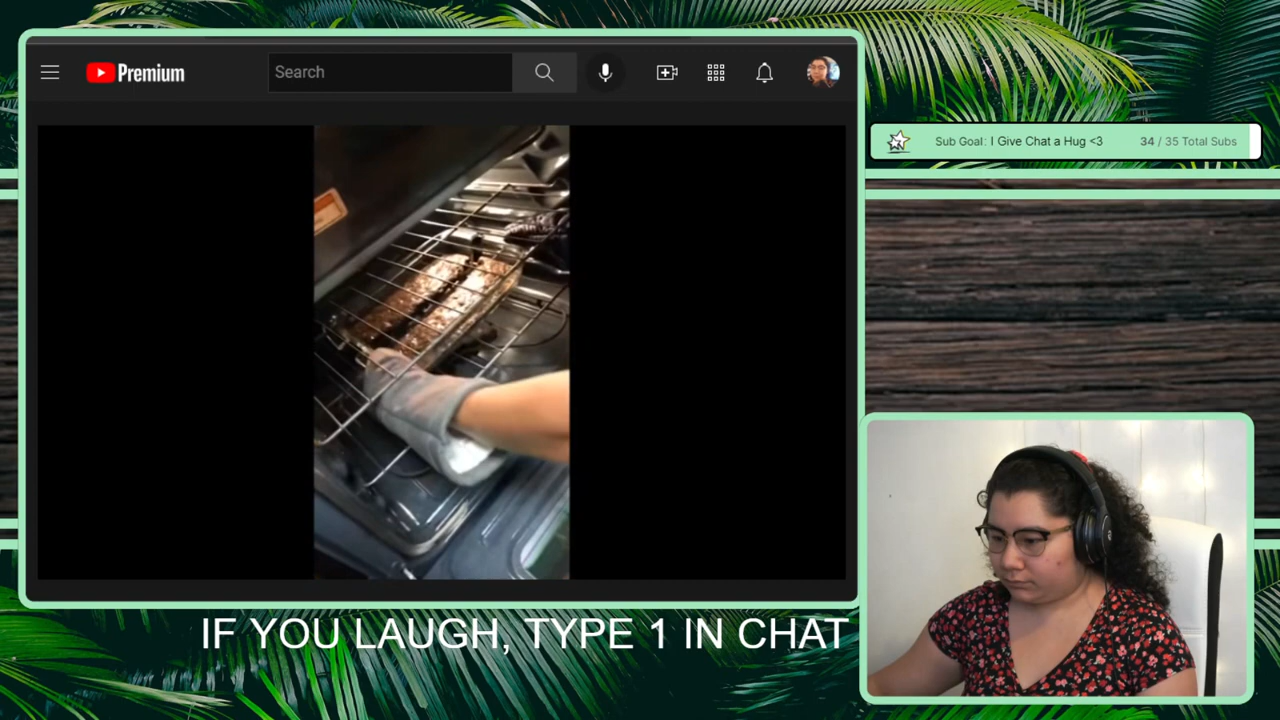 Premium
Search
Sub Goal: I Give Chat a Hug <3 34 / 35 Total Subs
IF YOU LAUGH, TYPE 1 IN CHAT